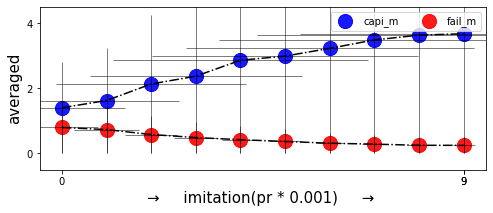 4
2
0
averaged
capi_m fail_m
0 9
→ imitation(pr * 0.001) →